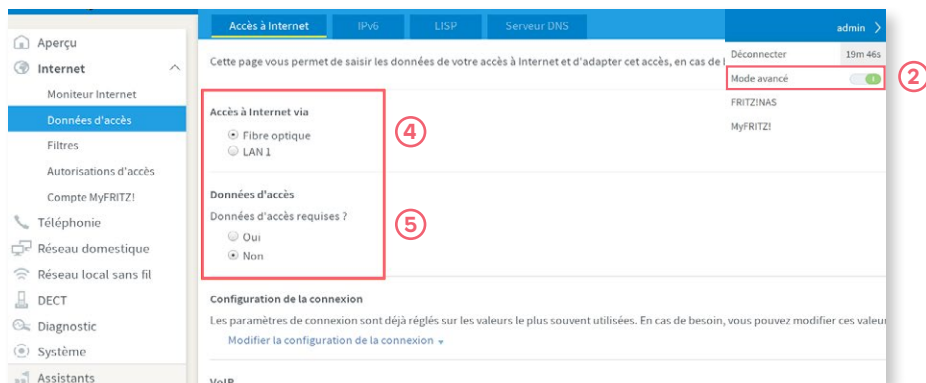 Aperçu
Internet
Moniteur Internet
Données d'accès
Filtres
Autorisations d'accès
Compte MyFRITZ!
Téléphonie
Réseau domestique
Réseau local sans fil
DECT
Diagnostic
Système
Assistants
Accès à Internet IPv6 LISP Serveur DNS
Cette page vous permet de saisir les données de votre accès à Internet et d'adapter cet accès, en cas de
Accès à Internet via
Fibre optique
LAN 1
4
Données d'accès
Données d'accès requises ?
Oui
Non
5
Configuration de la connexion
Les paramètres de connexion sont déjà réglés sur les valeurs le plus souvent utilisées. En cas de besoin, vous pouvez modifier ces
Modifier la configuration de la connexion
VoIP
admin
Déconnecter 19m 46s
Mode avancé
2
FRITZ!NAS
MyFRITZ!